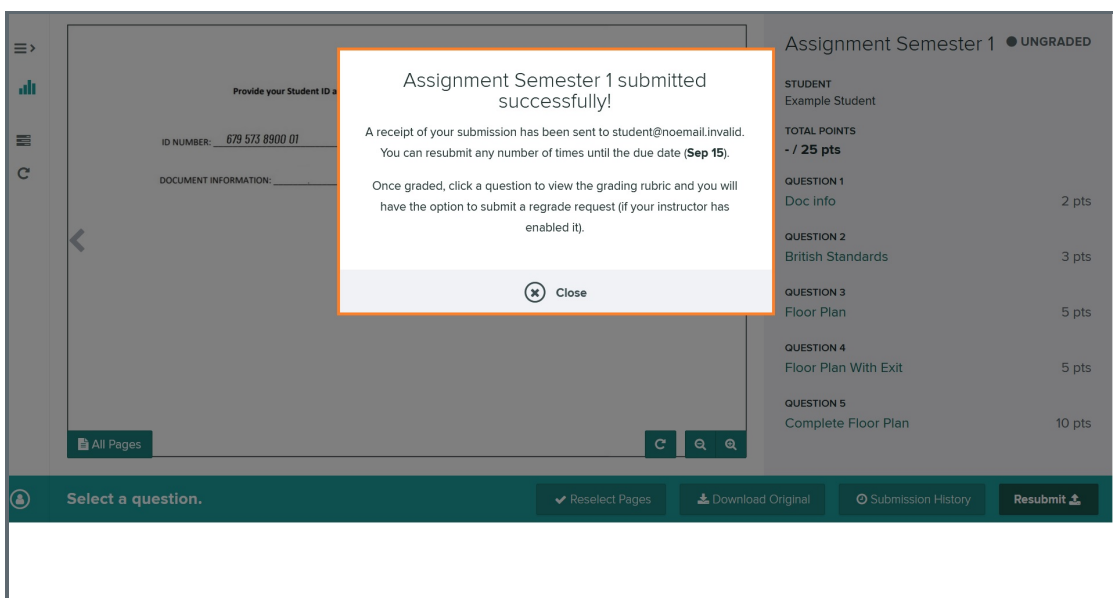 Assignment Semester 1 submitted
successfully!
A receipt of your submission has been sent to student@noemail.invalid.
You can resubmit any number of times until the due date (Sep 15).
Once graded, click a question to view the grading rubric and you will
have the option to submit a regrade request (if your instructor has
enabled it).
Close
Provide your Student ID a
ID NUMBER: 679 573 8900 01
DOCUMENT INFORMATION:
All Pages
Assignment Semester 1
UNGRADED
STUDENT
Example Student
TOTAL POINTS
- / 25 pts
QUESTION 1
Doc info 2 pts
QUESTION 2
British Standards 3 pts
QUESTION 3
Floor Plan 5 pts
QUESTION 4
Floor Plan With Exit 5 pts
QUESTION 5
Complete Floor Plan 10 pts
Select a question.
Reselect Pages
Download Original
Submission History
Resubmit